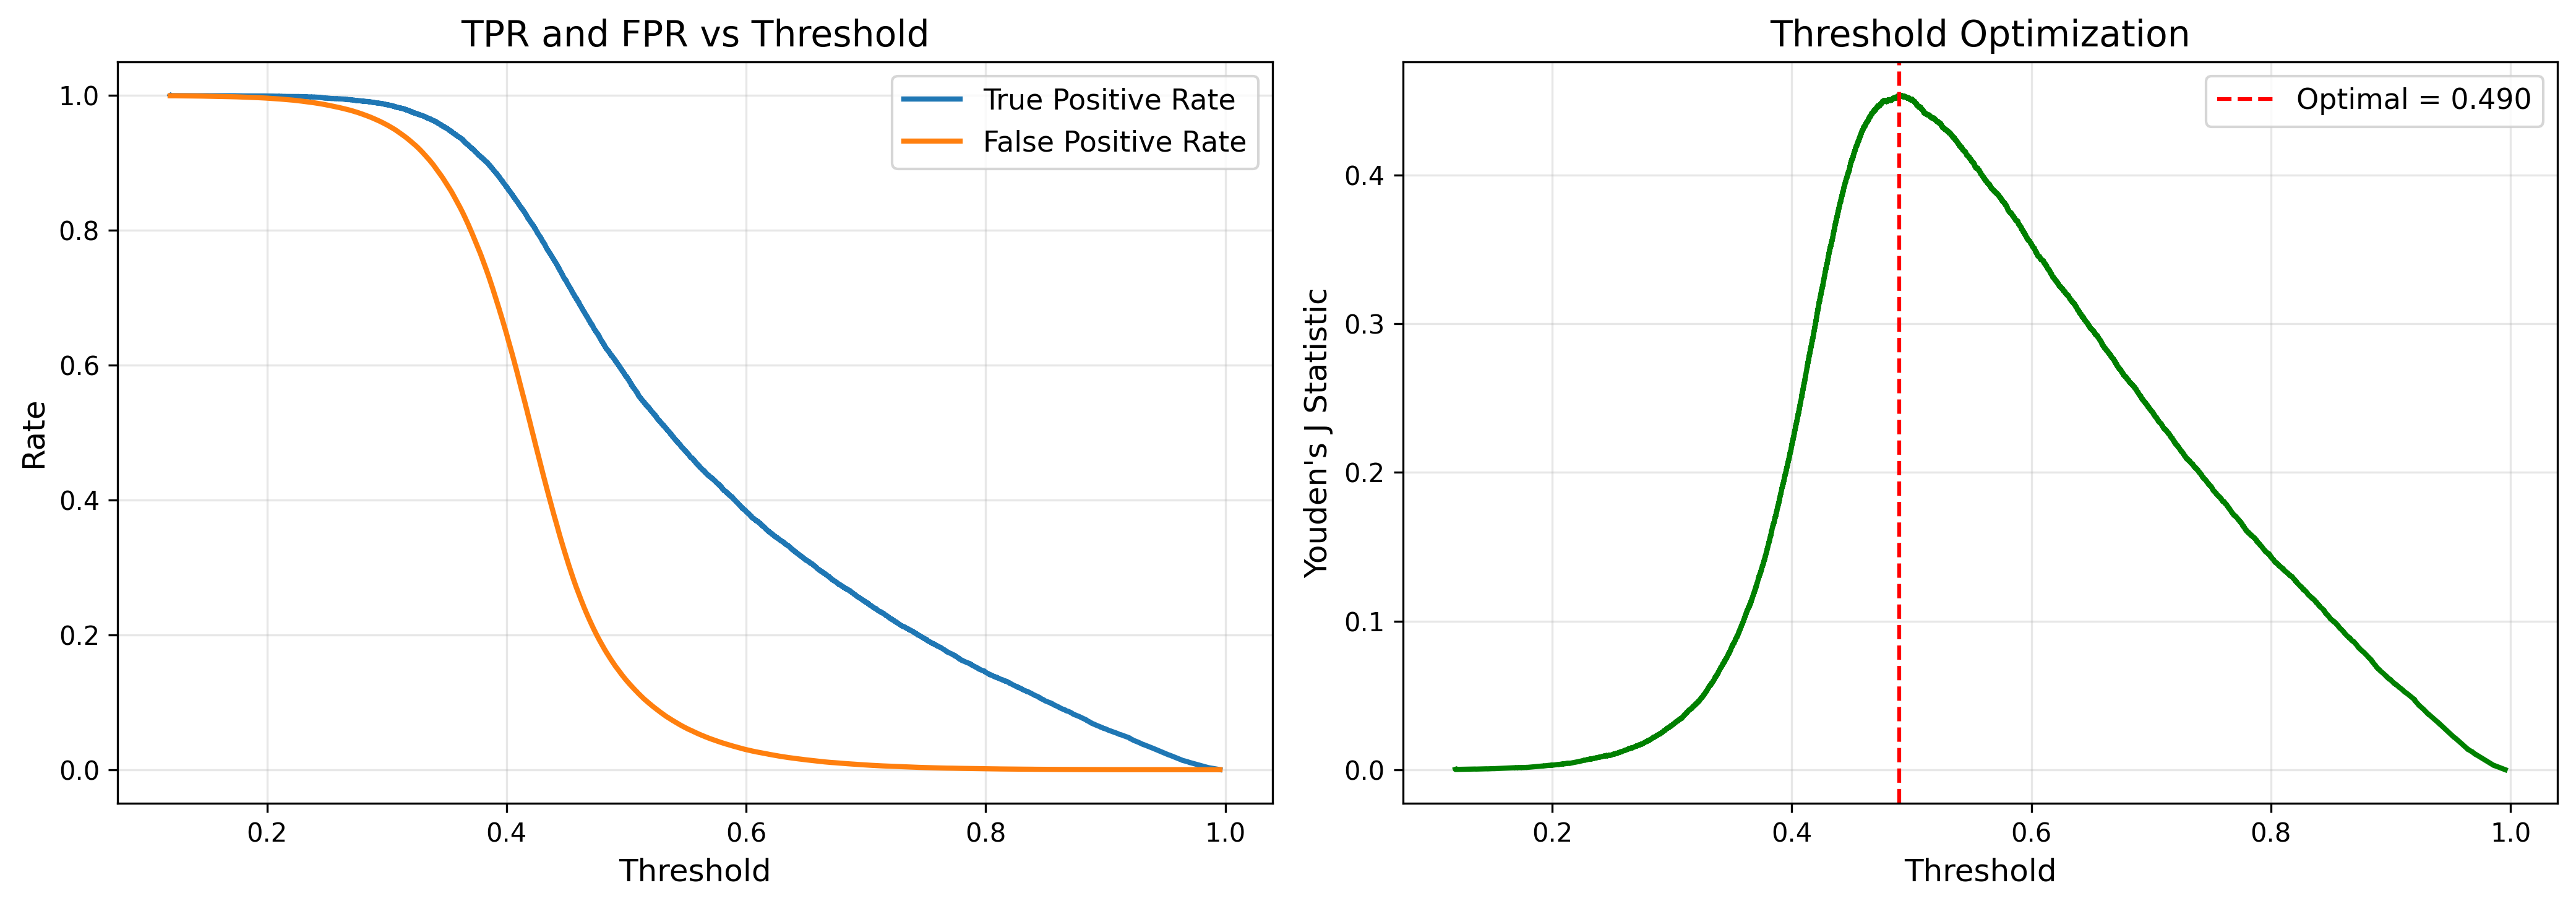 TPR and FPR vs Threshold
True Positive Rate
False Positive Rate
Rate
1.0
0.8
0.6
0.4
0.2
0.0
0.2
0.4
0.6
0.8
1.0
Threshold
Threshold Optimization
Optimal = 0.490
Youden's J Statistic
0.4
0.3
0.2
0.1
0.0
0.2
0.4
0.6
0.8
1.0
Threshold